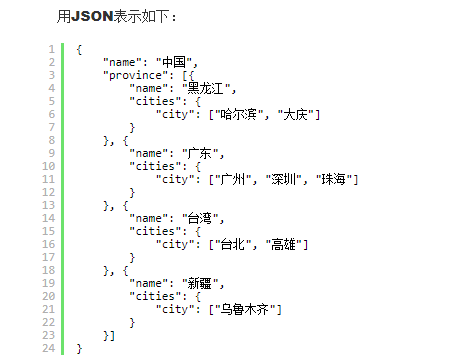 用JSON表示如下：
1 {
2     "name": "中国",
3     "province": [{
4         "name": "黑龙江",
5         "cities": {
6             "city": ["哈尔滨", "大庆"]
7         }
8     }, {
9         "name": "广东",
10         "cities": {
11             "city": ["广州", "深圳", "珠海"]
12         }
13     }, {
14         "name": "台湾",
15         "cities": {
16             "city": ["台北", "高雄"]
17         }
18     }, {
19         "name": "新疆",
20         "cities": {
21             "city": ["乌鲁木齐"]
22         }
23     }]
24 }